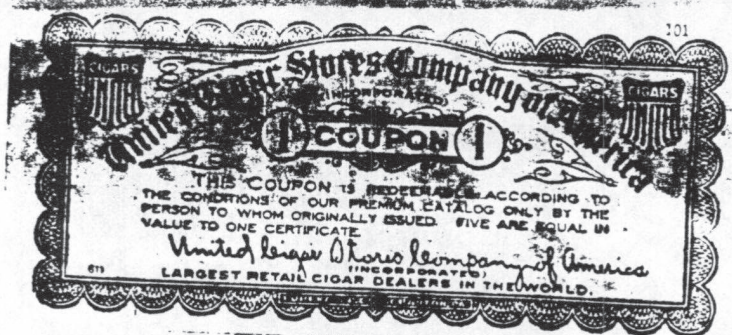 101
CIGARS
CIGARS
United Cigar Stores Company of America
(INCORPORATED)
1 COUPON 1
THIS COUPON IS REDEEMABLE ACCORDING TO
THE CONDITIONS OF OUR PREMIUM CATALOG ONLY BY THE
PERSON TO WHOM ORIGINALLY ISSUED. FIVE ARE EQUAL IN
VALUE TO ONE CERTIFICATE
United Cigar Stores Company of America
(INCORPORATED)
LARGEST RETAIL CIGAR DEALERS IN THE WORLD.